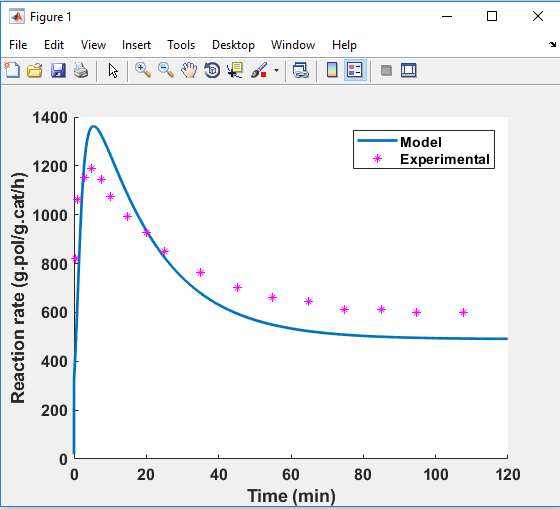 Figure 1
File Edit View Insert Tools Desktop Window Help
1400
1200
1000
800
600
400
200
0
Reaction rate (g.pol/g.cat/h)
Model
Experimental
0 20 40 60 80 100 120
Time (min)